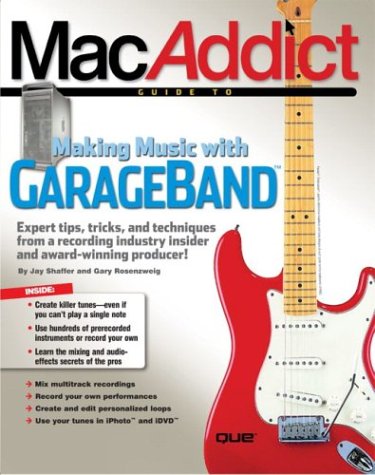 MacAddict
GUIDE TO
Making Music with
GARAGEBAND™
Expert tips, tricks, and techniques
from a recording industry insider
and award-winning producer!
By Jay Shaffer and Gary Rosenzweig
INSIDE:
Create killer tunes—even if
you can't play a single note
Use hundreds of prerecorded
instruments or record your own
Learn the mixing and audio-
effects secrets of the pros
Mix multitrack recordings
Record your own performances
Create and edit personalized loops
Use your tunes in iPhoto™ and iDVD™
QUE®